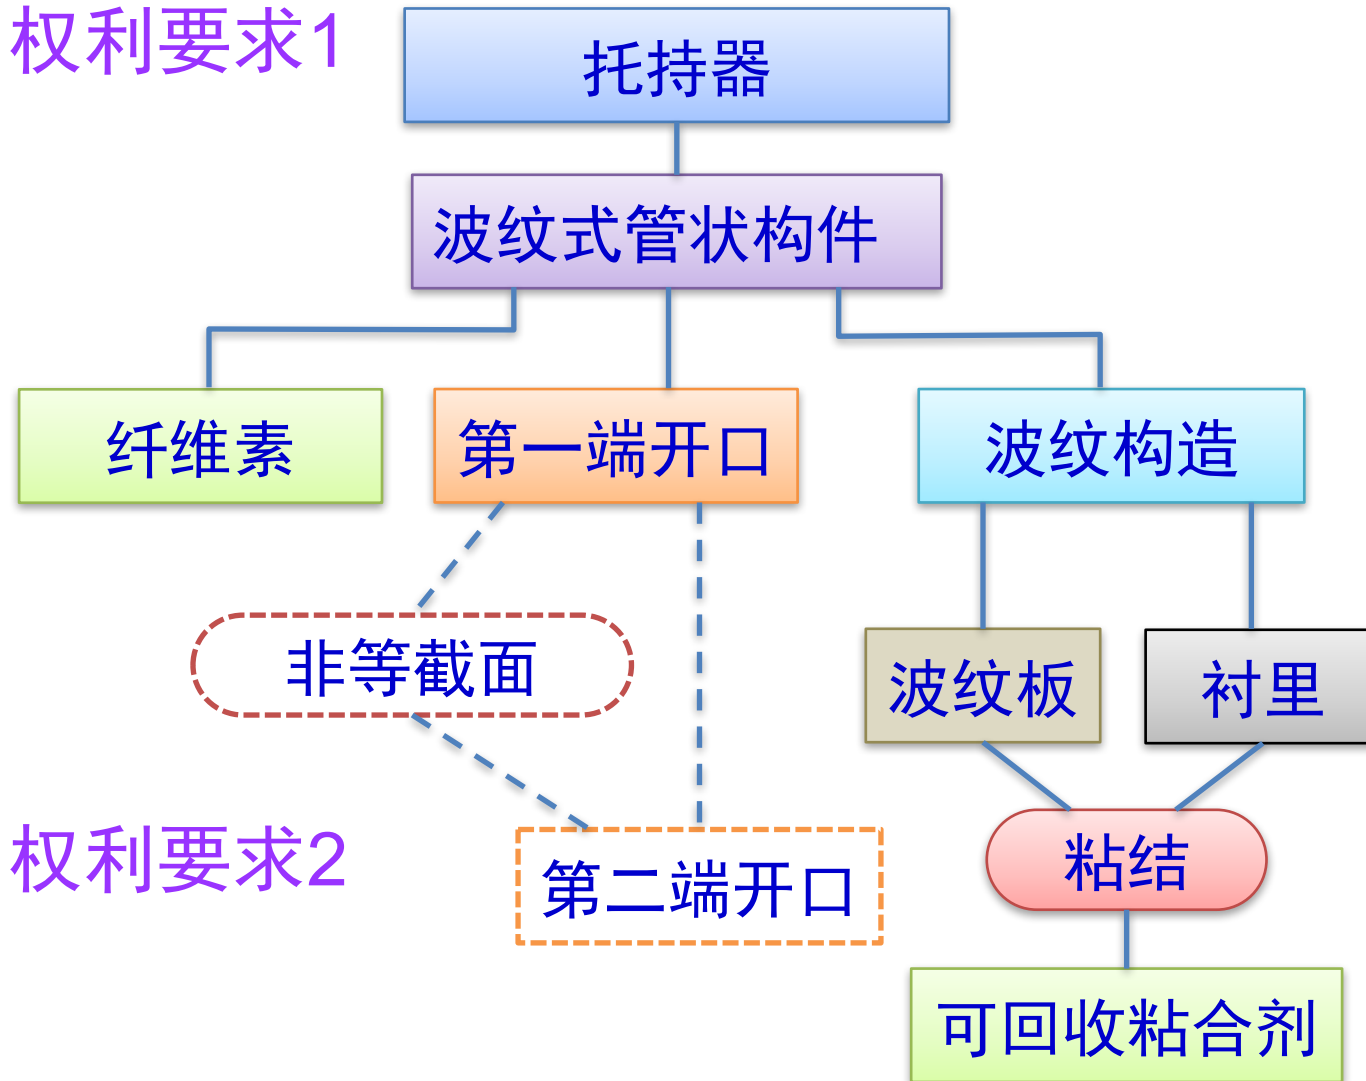 权利要求1
托持器
波纹式管状构件
纤维素
第一端开口
波纹构造
非等截面
波纹板
衬里
权利要求2
第二端开口
粘结
可回收粘合剂